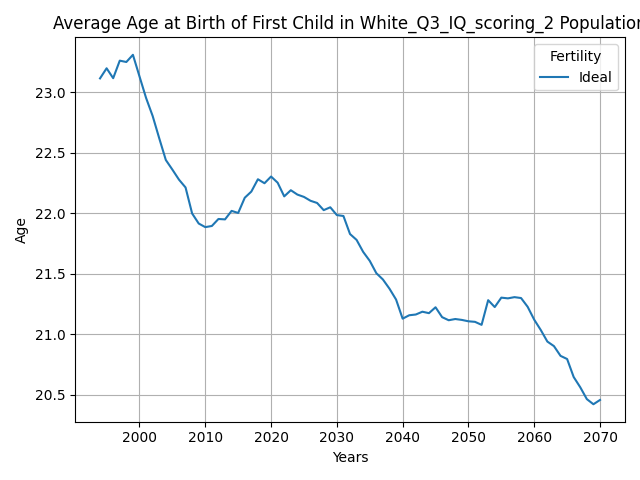 Average Age at Birth of First Child in White_Q3_IQ_scoring_2 Population
Fertility
Ideal
23.0
22.5
22.0
21.5
21.0
20.5
Age
2000 2010 2020 2030 2040 2050 2060 2070
Years